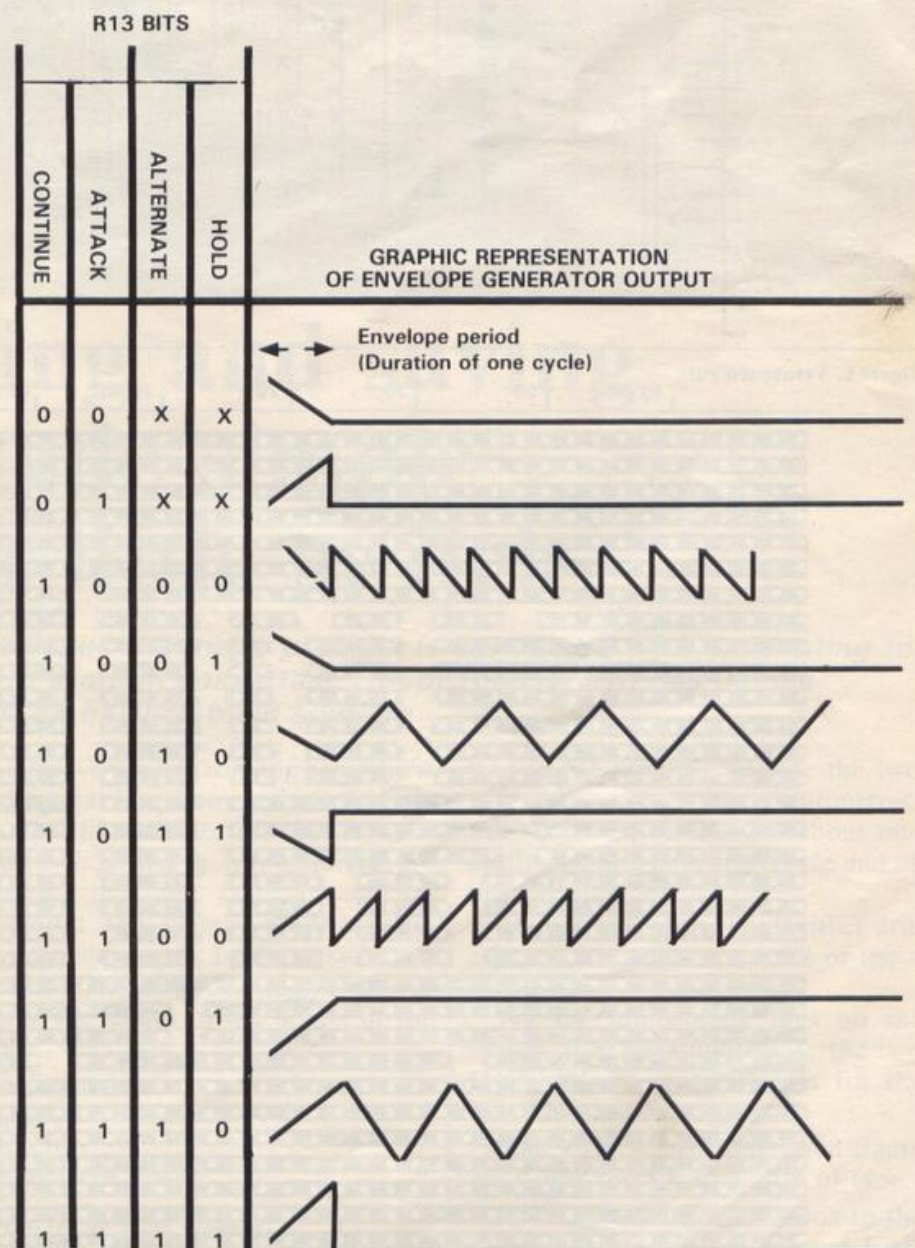 R13 BITS
CONTINUE
ATTACK
ALTERNATE
HOLD
GRAPHIC REPRESENTATION
OF ENVELOPE GENERATOR OUTPUT
Envelope period
(Duration of one cycle)
0 0 X X
0 1 X X
1 0 0 0
1 0 0 1
1 0 1 0
1 0 1 1
1 1 0 0
1 1 0 1
1 1 1 0
1 1 1 1